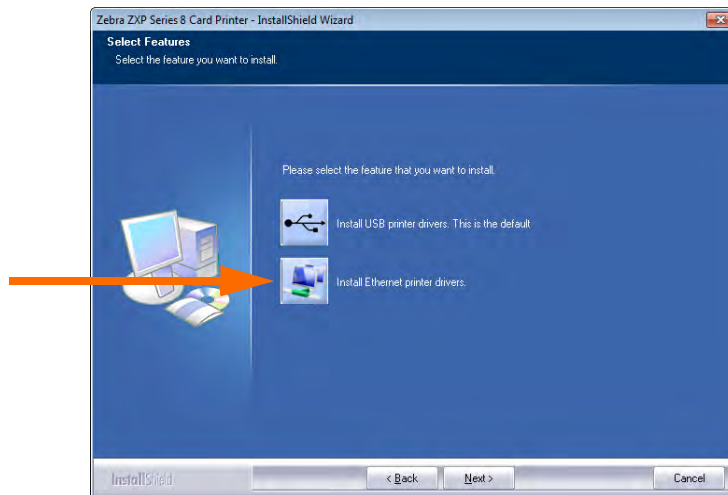 Zebra ZXP Series 8 Card Printer - InstallShield Wizard
Select Features
Select the feature you want to install.
Please select the feature that you want to install.
Install USB printer drivers. This is the default
Install Ethernet printer drivers.
InstallShield
< Back
Next >
Cancel